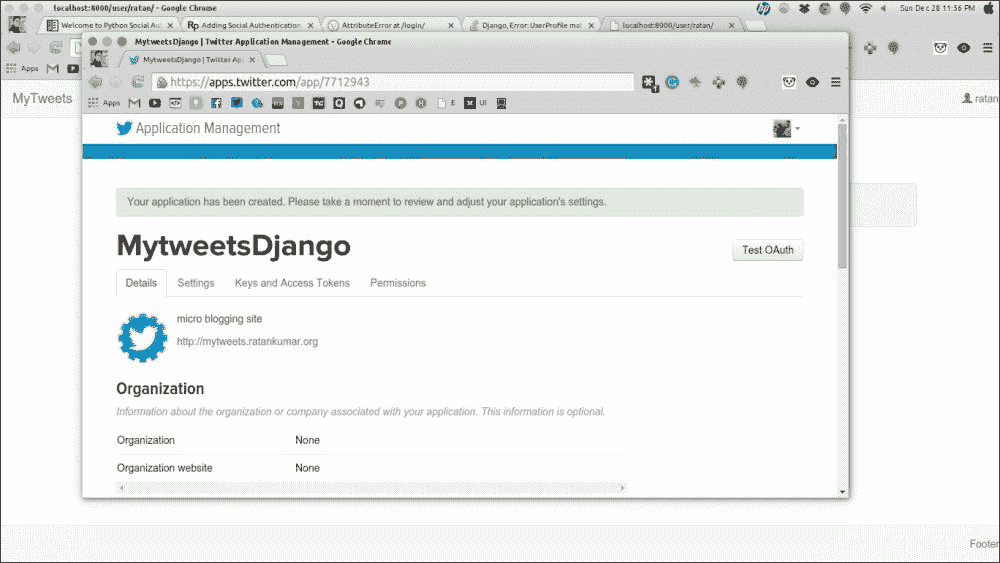 localhost:8000/user/ratan/ - Google Chrome
Sun Dec 28 11:56 PM
Welcome to Python Social Au
Adding Social Authentication
AttributeError at /login/
Django, Error: UserProfile mat
localhost:8000/user/ratan/
MytweetsDjango | Twitter Application Management - Google Chrome
MytweetsDjango | Twitter Ap
https://apps.twitter.com/app/7712943
Apps
Apps
E
UI
MyTweets
ratan
Application Management
Your application has been created. Please take a moment to review and adjust your application's settings.
MytweetsDjango
Test OAuth
Details Settings Keys and Access Tokens Permissions
micro blogging site
http://mytweets.ratankumar.org
Organization
Information about the organization or company associated with your application. This information is optional.
Organization None
Organization website None
Footer